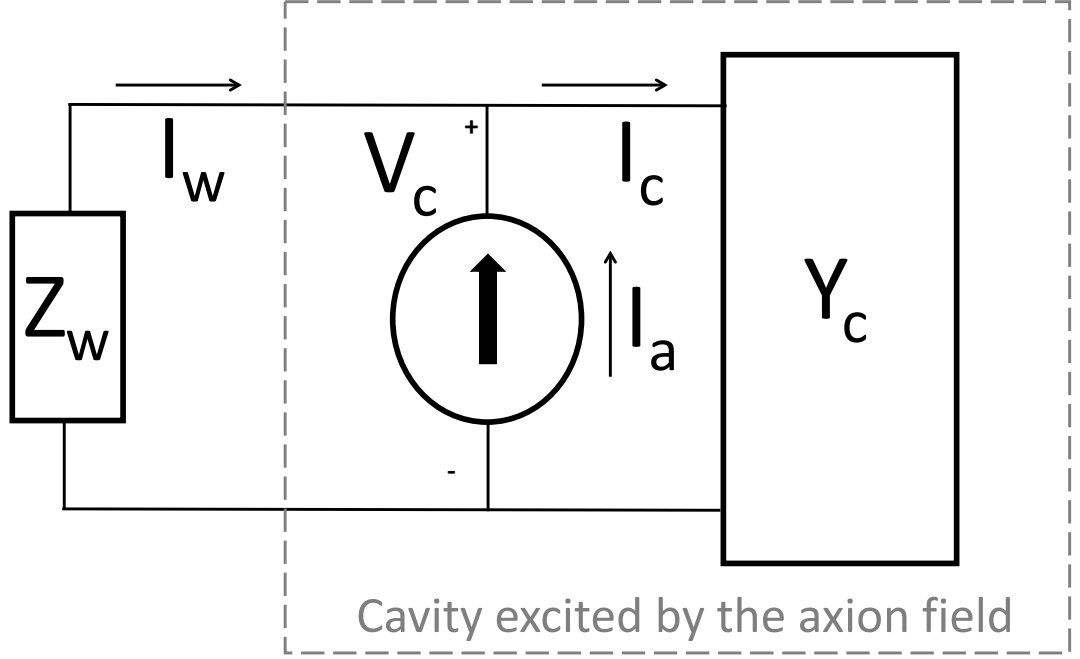 I_w
V_c
+
I_c
Z_w
I_a
Y_c
-
Cavity excited by the axion field